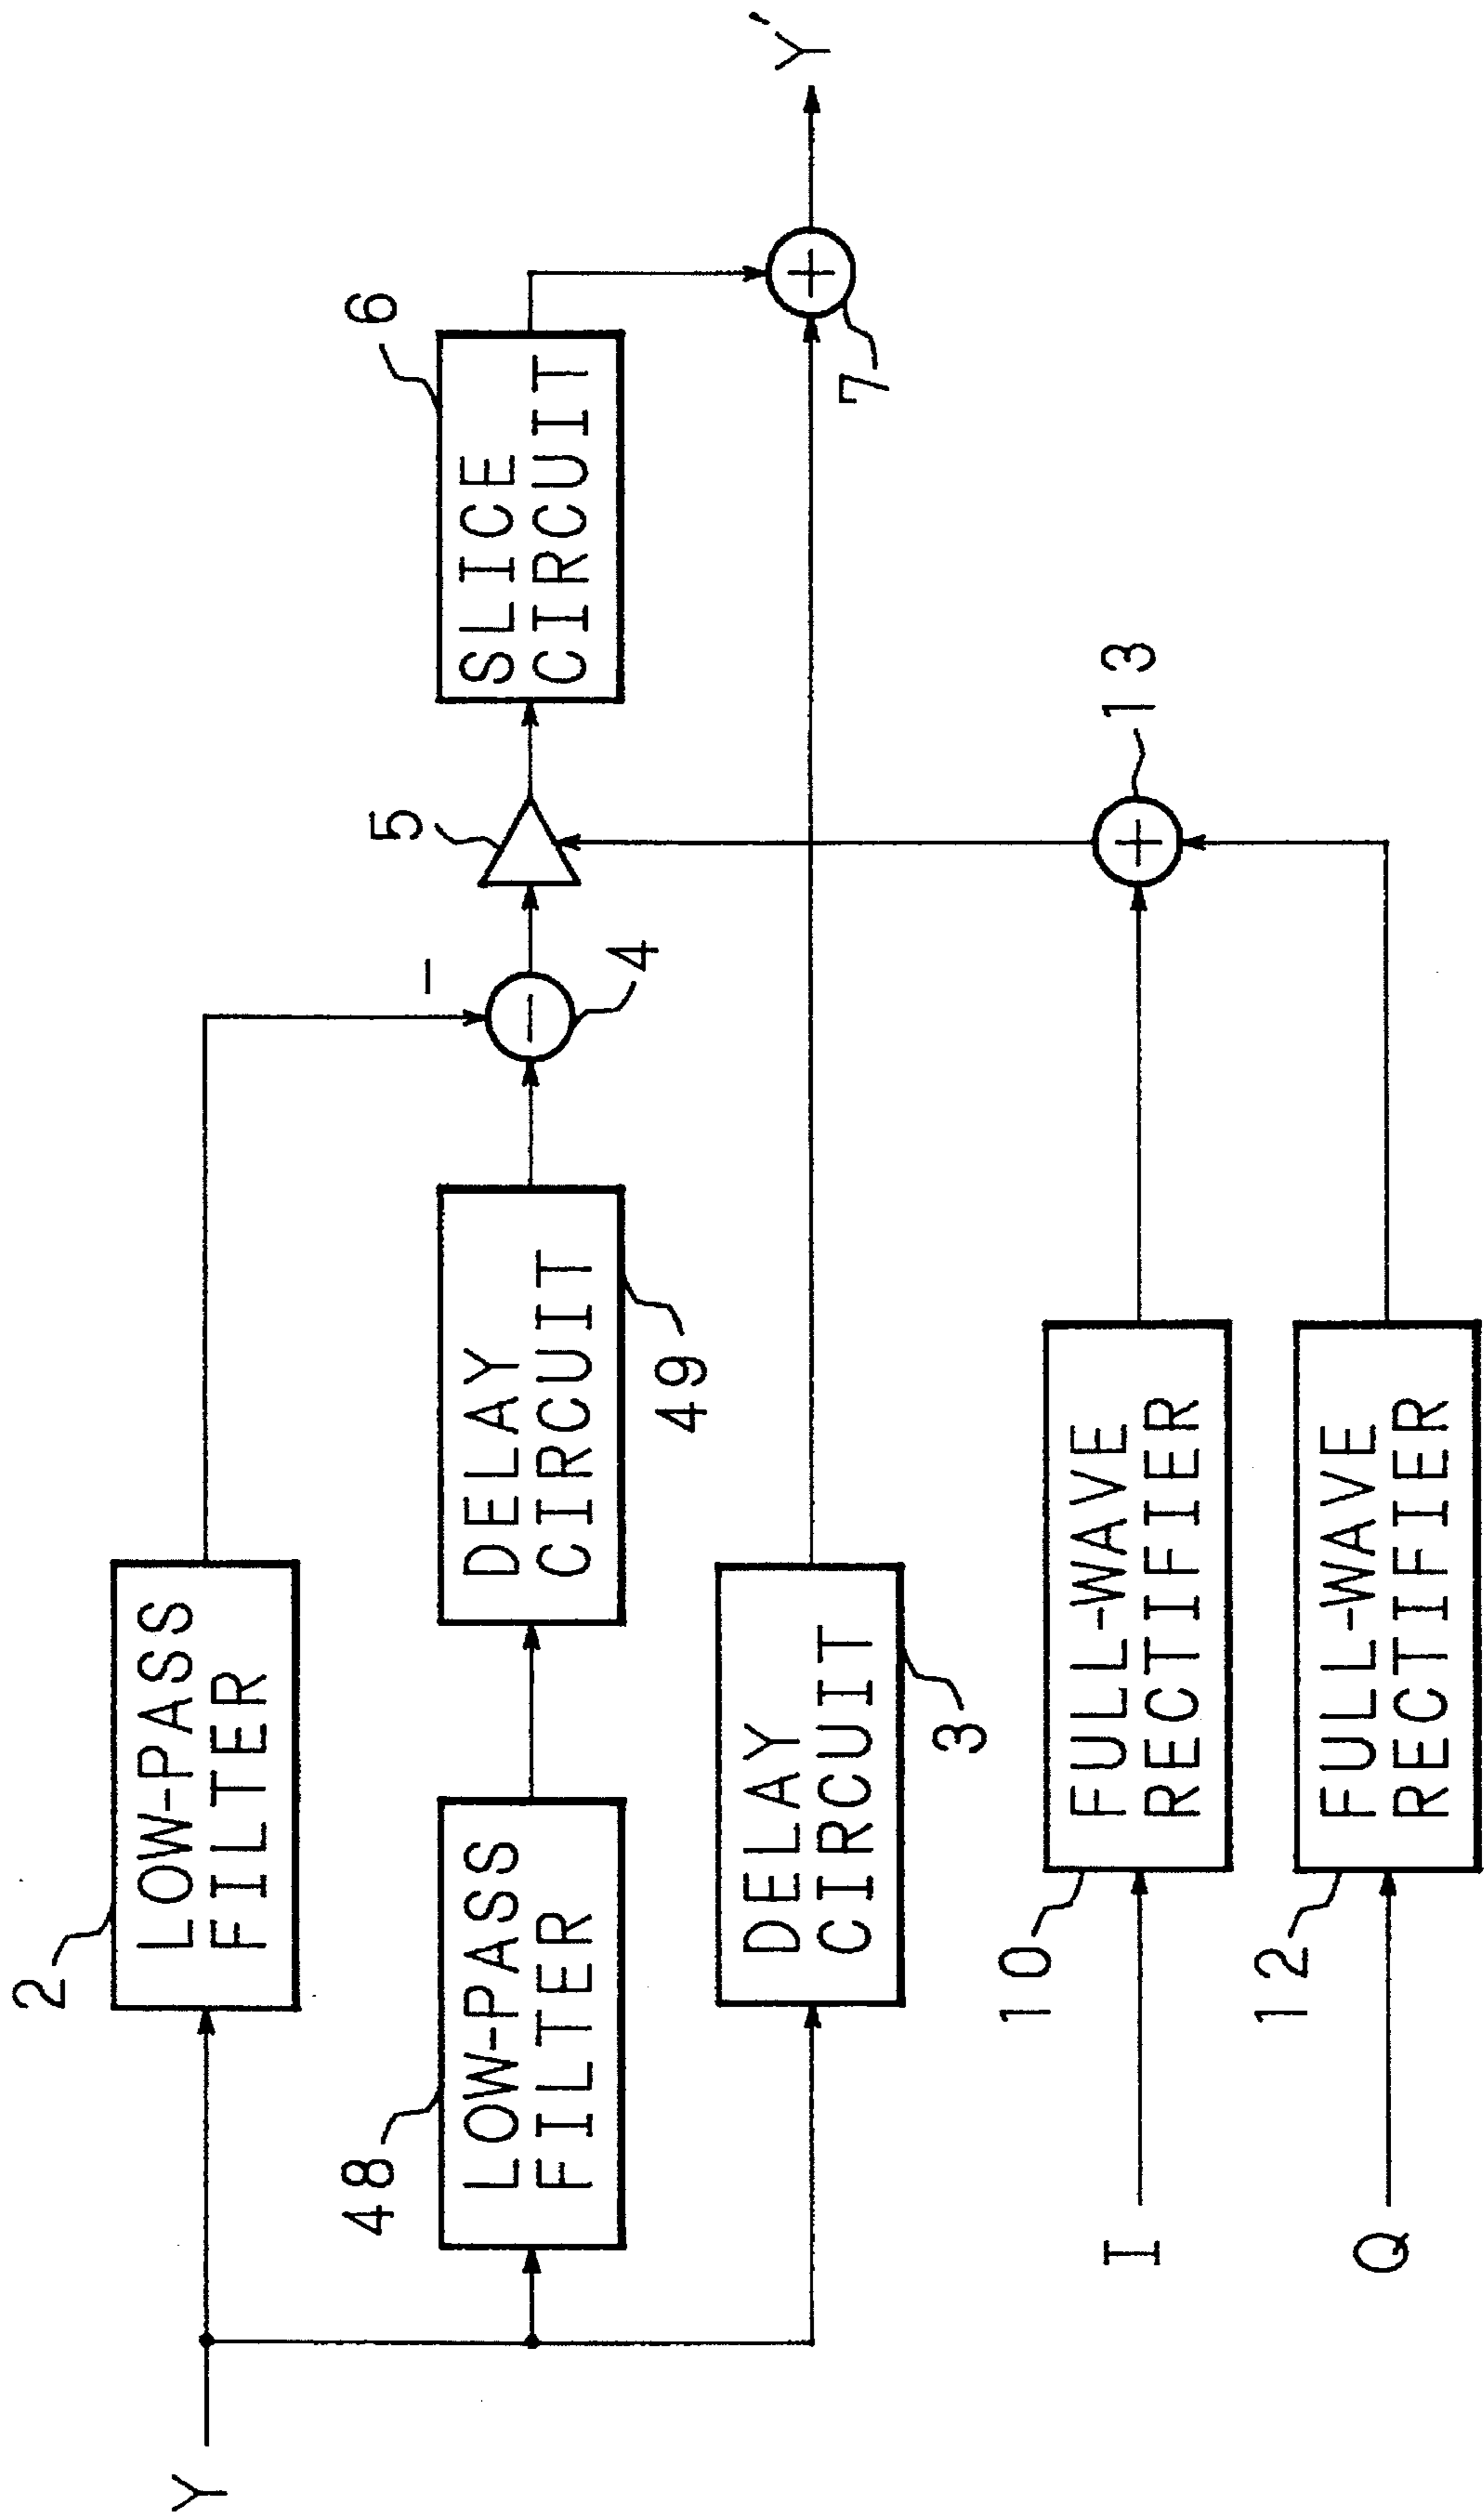 Y
2
LOW-PASS
FILTER
48
LOW-PASS
FILTER
DELAY
CIRCUIT
49
−
−
4
5
SLICE
CIRCUIT
6
DELAY
CIRCUIT
3
+
7
Y′
I
10
FULL-WAVE
RECTIFIER
+
13
Q
12
FULL-WAVE
RECTIFIER